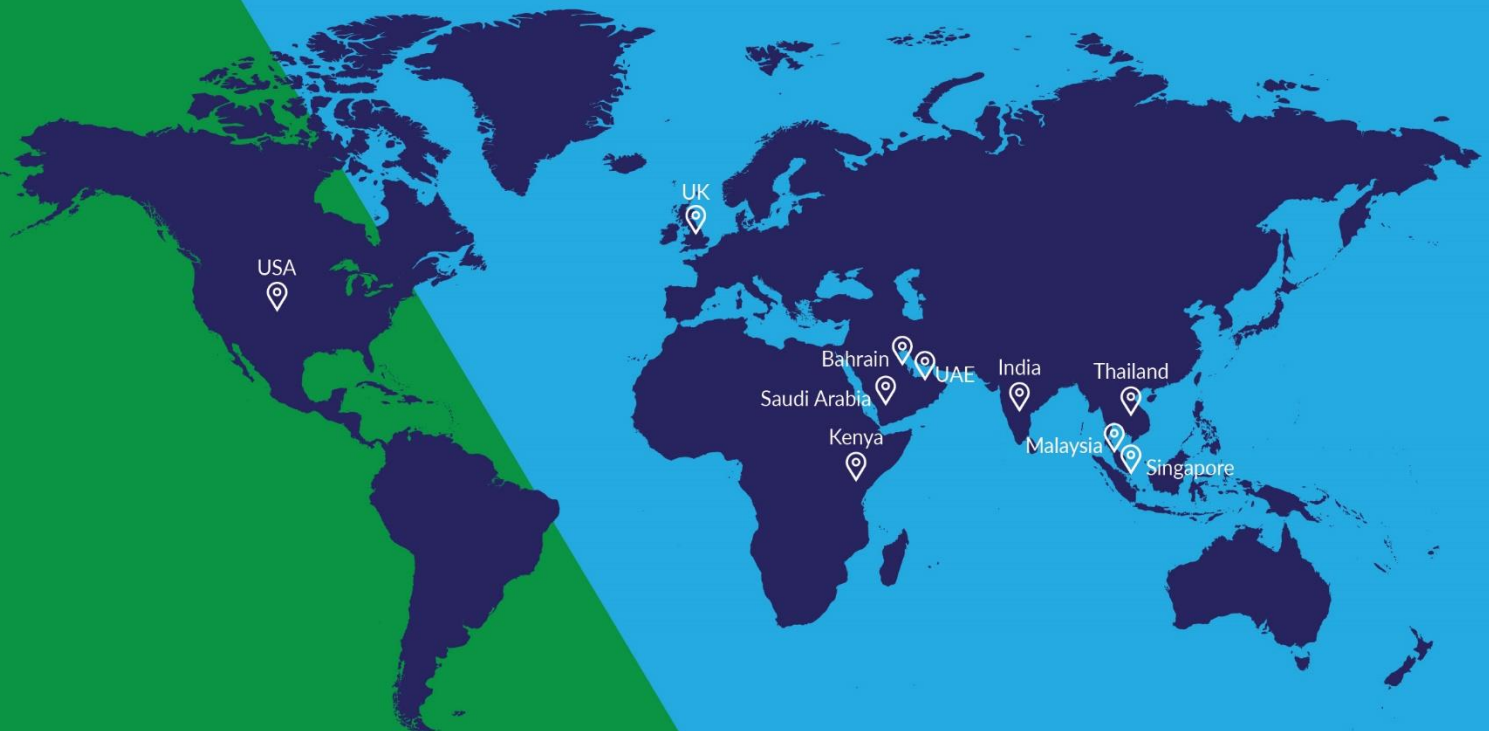 UK
USA
Bahrain
UAE
India
Thailand
Saudi Arabia
Kenya
Malaysia
Singapore